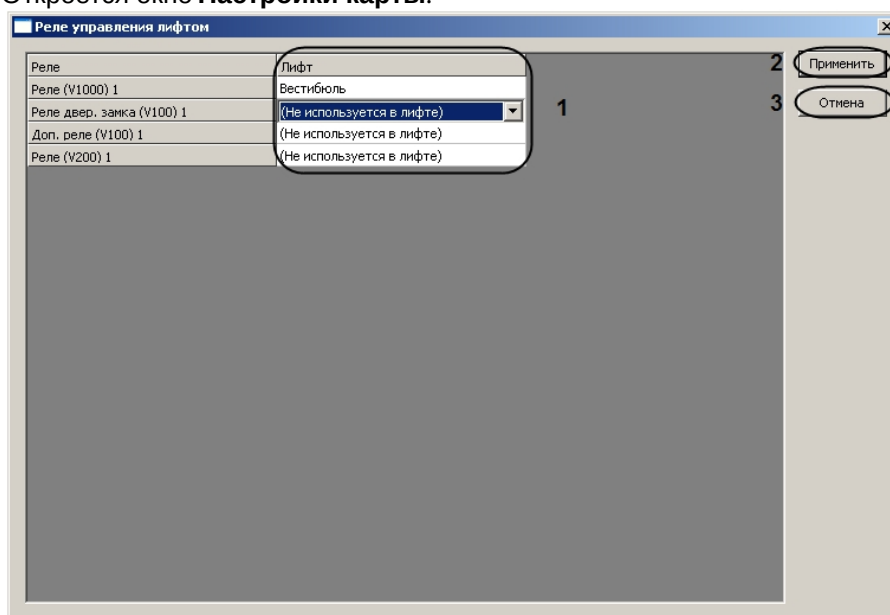 Откроется окно Настройки карты.
Реле управления лифтом
Реле Лифт 2 Применить
Реле (V1000) 1 Вестибюль
Реле двер. замка (V100) 1 (Не используется в лифте) 1 3 Отмена
Доп. реле (V100) 1 (Не используется в лифте)
Реле (V200) 1 (Не используется в лифте)